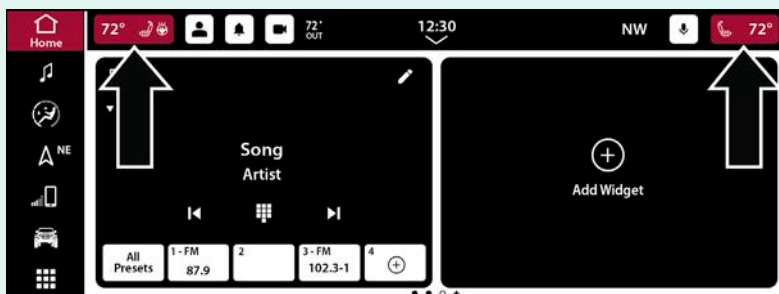 Home
72°
72°
OUT
12:30
NW
72°
NE
Song
Artist
Add Widget
All
Presets
1 - FM
87.9
2
3 - FM
102.3-1
4